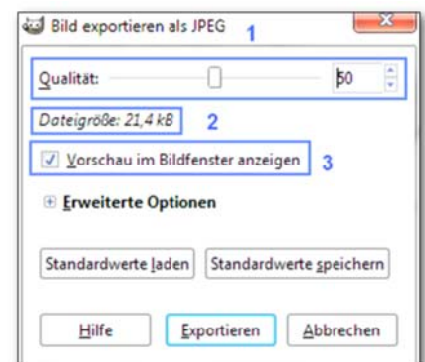 Bild exportieren als JPEG
1
Qualität: 50
Dateigröße: 21,4 kB
2
Vorschau im Bildfenster anzeigen
3
Erweiterte Optionen
Standardwerte laden Standardwerte speichern
Hilfe Exportieren Abbrechen